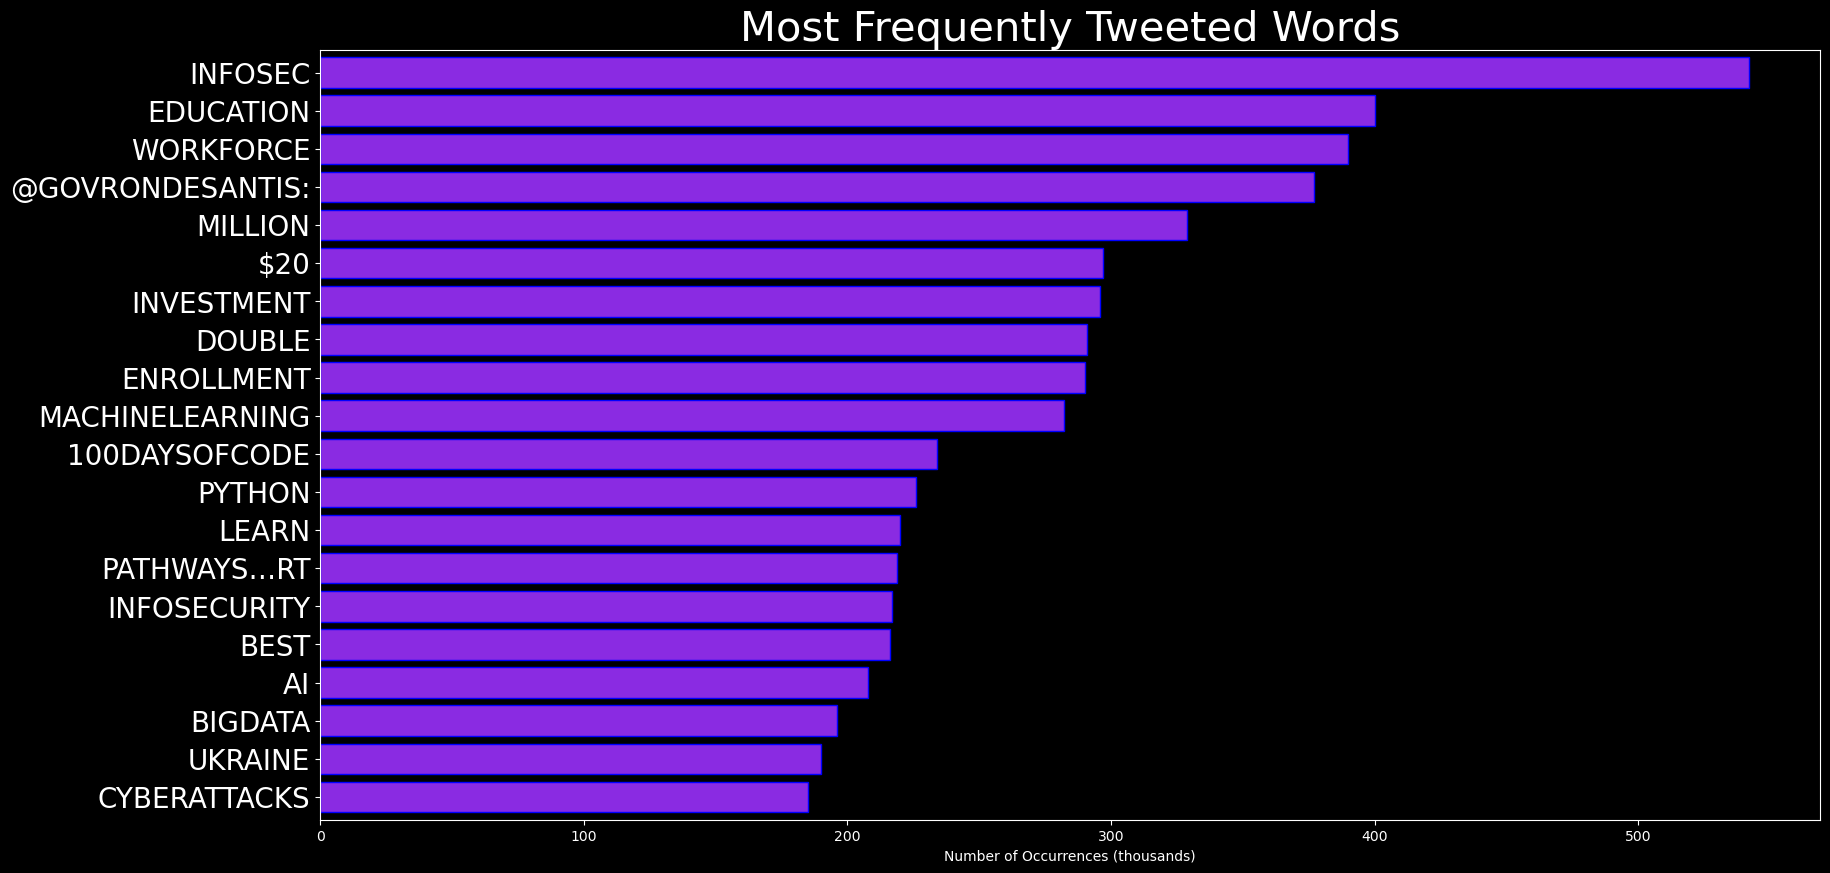 Most Frequently Tweeted Words
INFOSEC
EDUCATION
WORKFORCE
@GOVRONDESANTIS:
MILLION
$20
INVESTMENT
DOUBLE
ENROLLMENT
MACHINELEARNING
100DAYSOFCODE
PYTHON
LEARN
PATHWAYS…RT
INFOSECURITY
BEST
AI
BIGDATA
UKRAINE
CYBERATTACKS
0 100 200 300 400 500
Number of Occurrences (thousands)